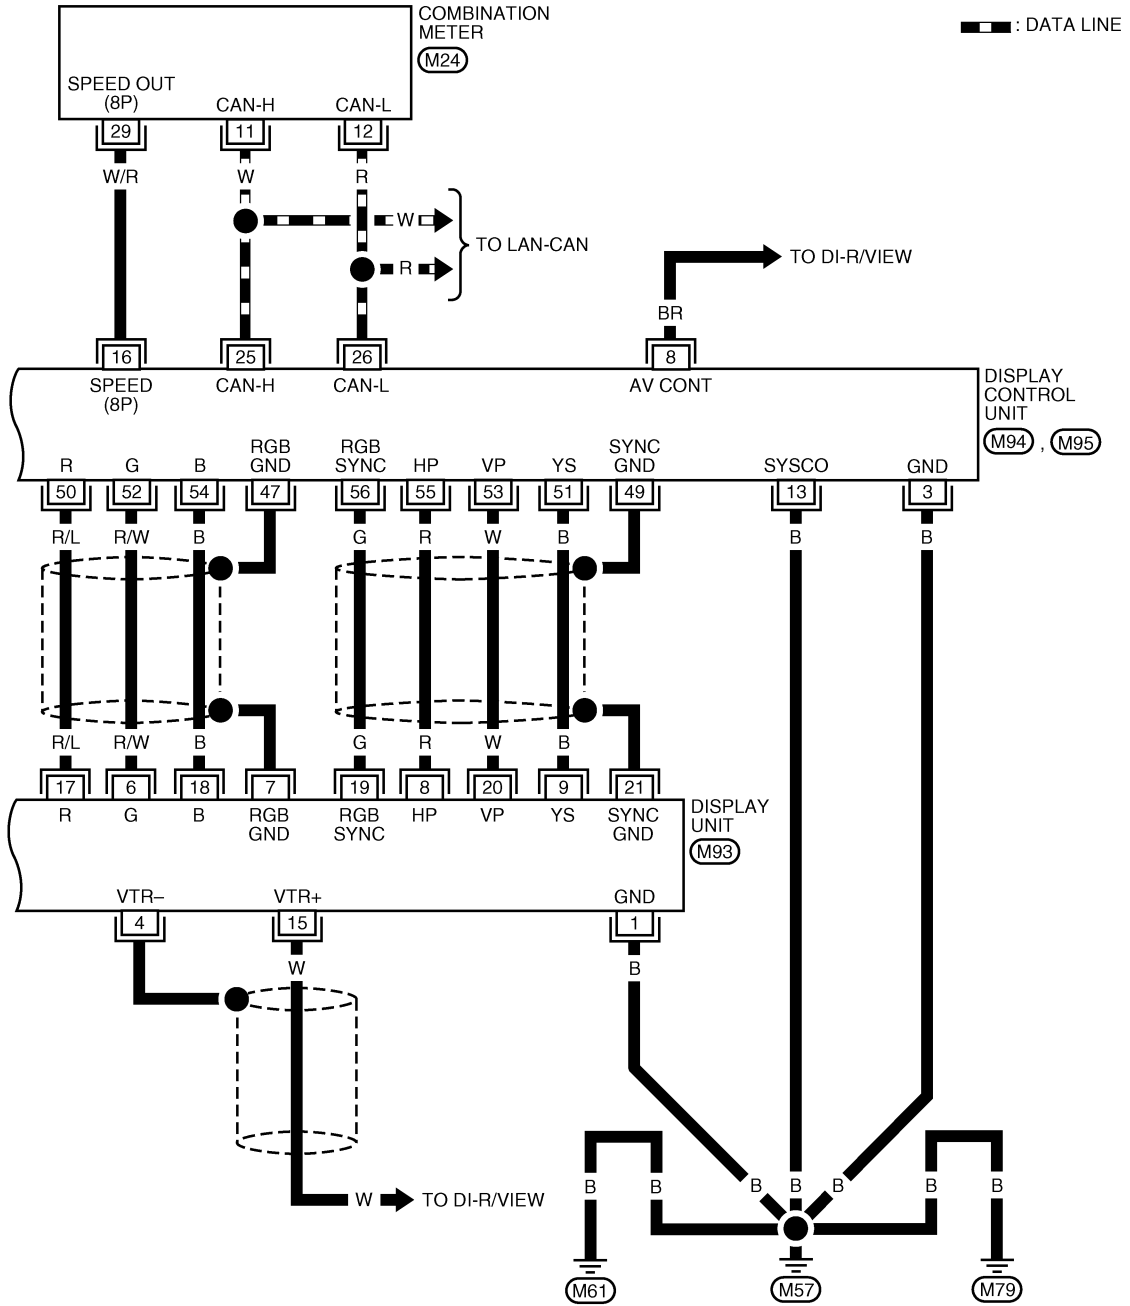 COMBINATION
METER
M24
: DATA LINE
SPEED OUT
(8P)
CAN-H
CAN-L
29
11
12
W/R
W
R
W
R
TO LAN-CAN
TO DI-R/VIEW
BR
16
25
26
8
SPEED
(8P)
CAN-H
CAN-L
AV CONT
DISPLAY
CONTROL
UNIT
M94 , M95
R
G
B
RGB
GND
RGB
SYNC
HP
VP
YS
SYNC
GND
SYSCO
GND
50
52
54
47
56
55
53
51
49
13
3
R/L
R/W
B
G
R
W
B
B
B
R/L
R/W
B
G
R
W
B
17
6
18
7
19
8
20
9
21
R
G
B
RGB
GND
RGB
SYNC
HP
VP
YS
SYNC
GND
DISPLAY
UNIT
M93
VTR–
VTR+
GND
4
15
1
W
B
W
TO DI-R/VIEW
B
B
B
B
B
B
B
M61
M57
M79